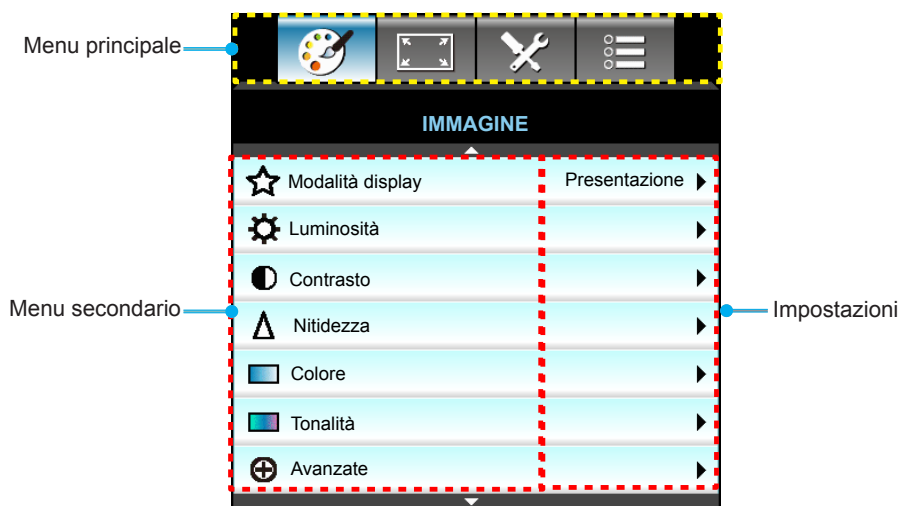 Menu principale
IMMAGINE
Modalità display Presentazione
Luminosità
Contrasto
Menu secondario
Nitidezza
Impostazioni
Colore
Tonalità
Avanzate